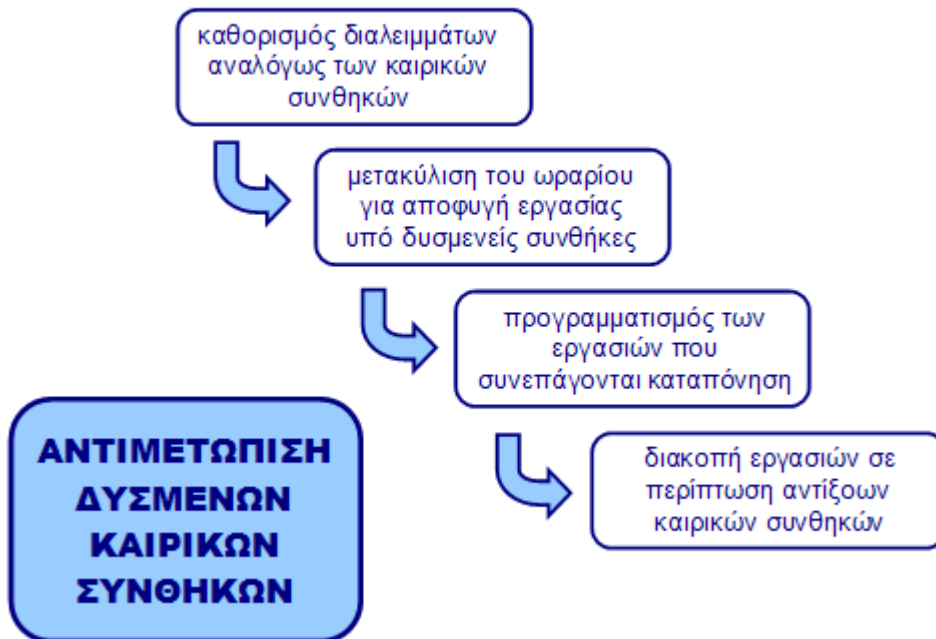 καθορισμός διαλειμμάτων
αναλόγως των καιρικών
συνθηκών
μετακύλιση του ωραρίου
για αποφυγή εργασίας
υπό δυσμενείς συνθήκες
προγραμματισμός των
εργασιών που
συνεπάγονται καταπόνηση
διακοπή εργασιών σε
περίπτωση αντίξοων
καιρικών συνθηκών
ΑΝΤΙΜΕΤΩΠΙΣΗ
ΔΥΣΜΕΝΩΝ
ΚΑΙΡΙΚΩΝ
ΣΥΝΘΗΚΩΝ